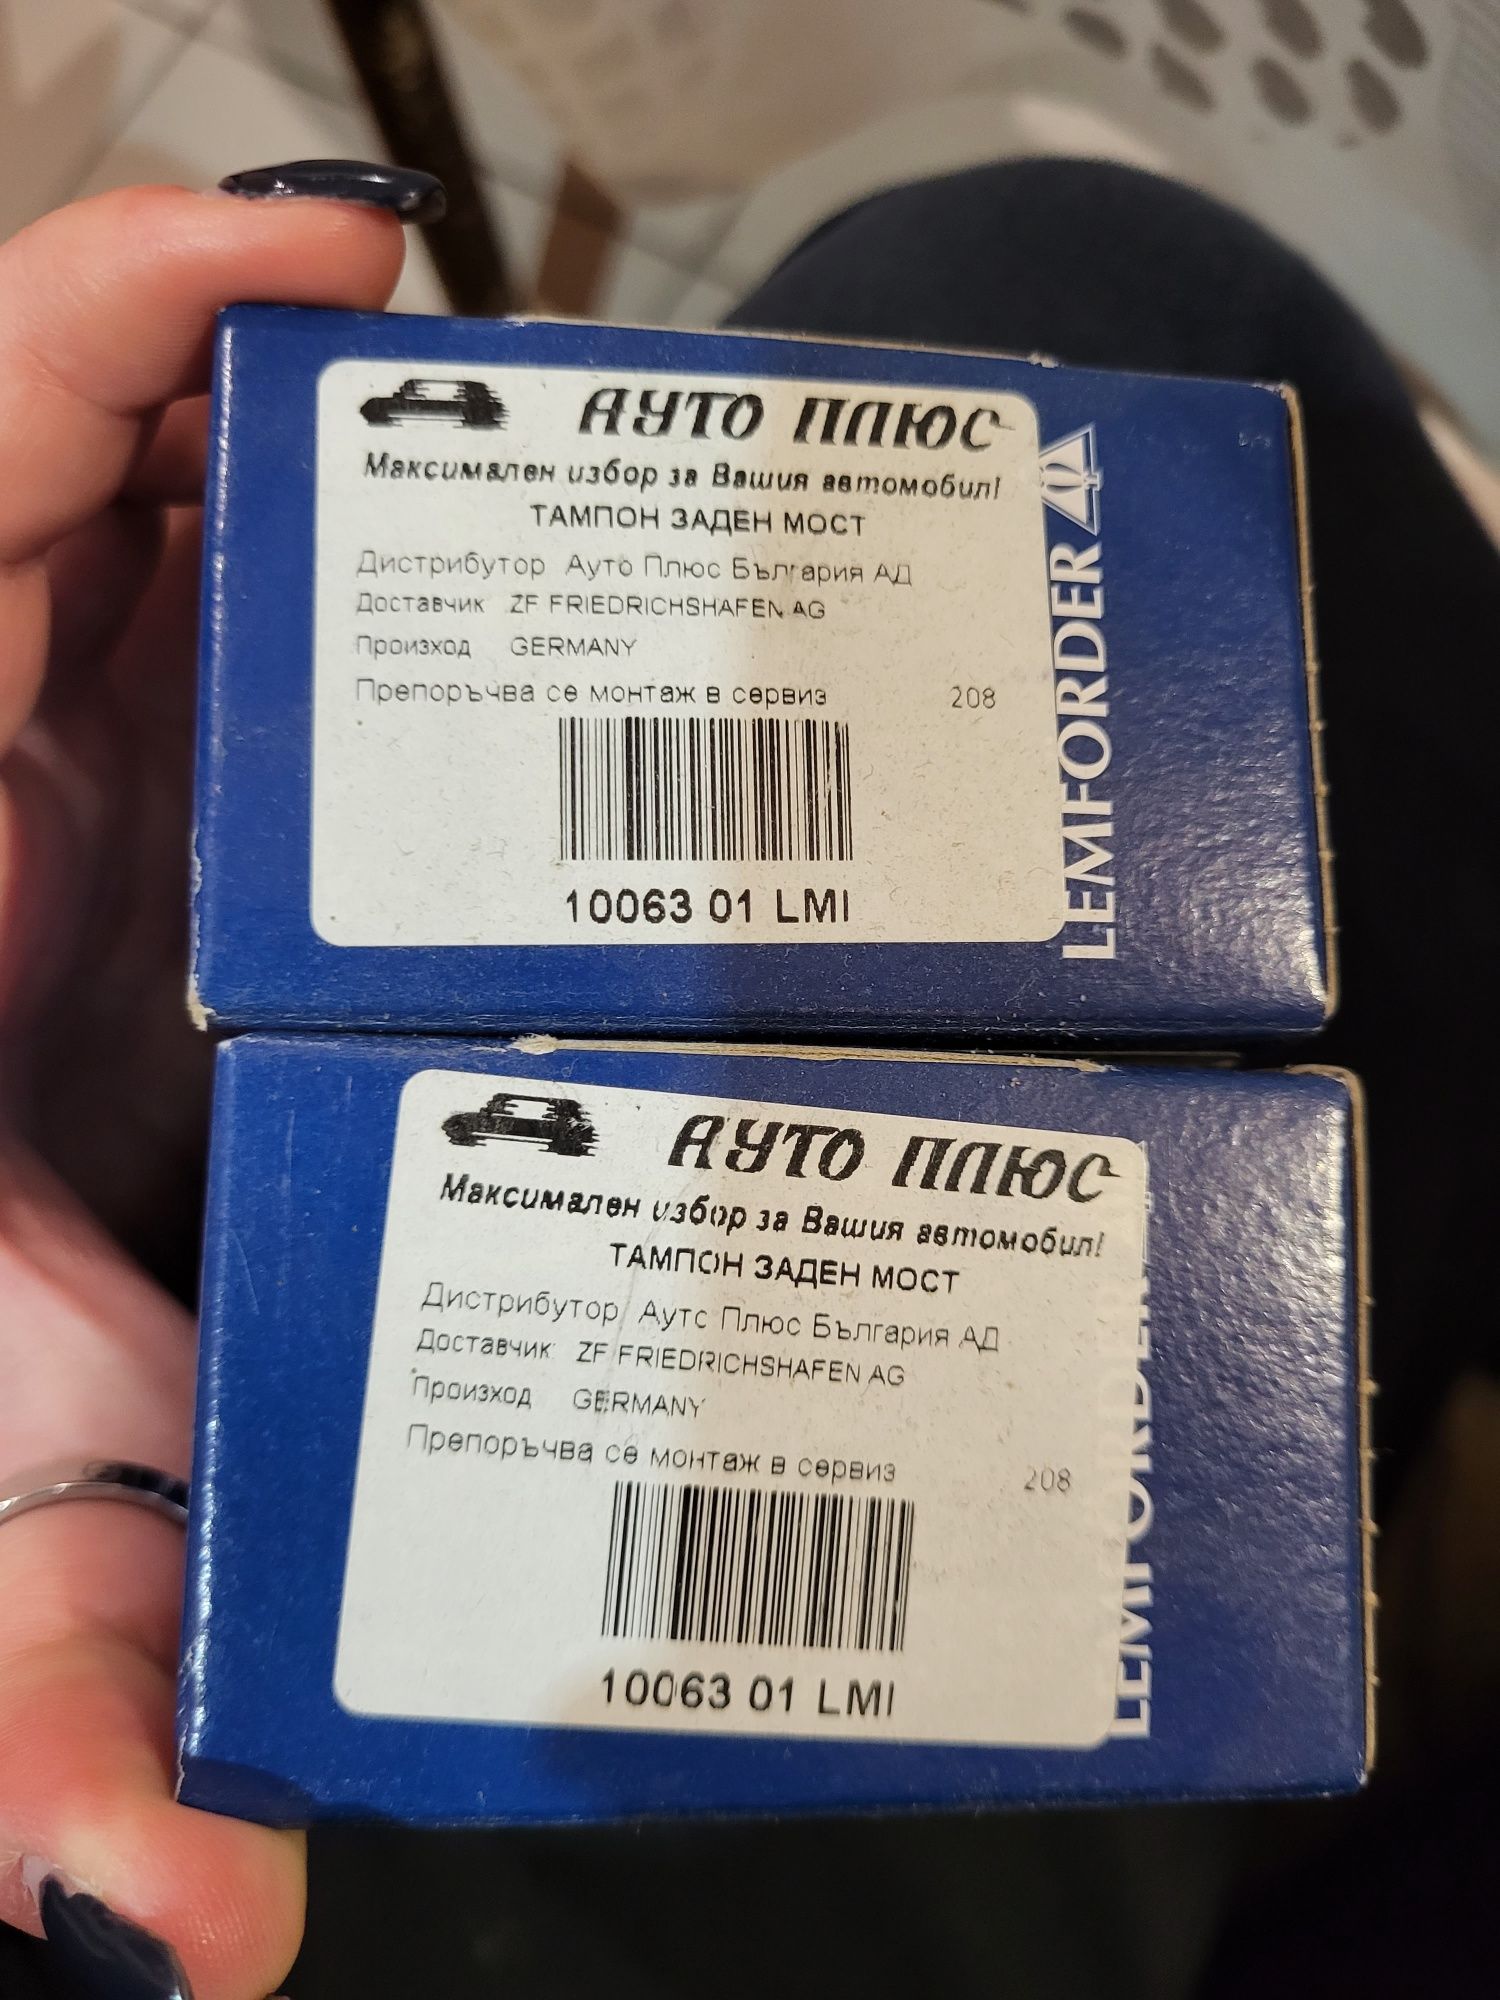 АУТО ПЛЮС
Максимален избор за Вашия автомобил!
ТАМПОН ЗАДЕН МОСТ
Дистрибутор Ауто Плюс България АД
Доставчик ZF FRIEDRICHSHAFEN AG
Произход GERMANY
Препоръчва се монтаж в сервиз 208
10063 01 LMI
LEMFORDER
АУТО ПЛЮС
Максимален избор за Вашия автомобил!
ТАМПОН ЗАДЕН МОСТ
Дистрибутор Ауто Плюс България АД
Доставчик: ZF FRIEDRICHSHAFEN AG
Произход GERMANY
Препоръчва се монтаж в сервиз 208
10063 01 LMI
LEMFORDER